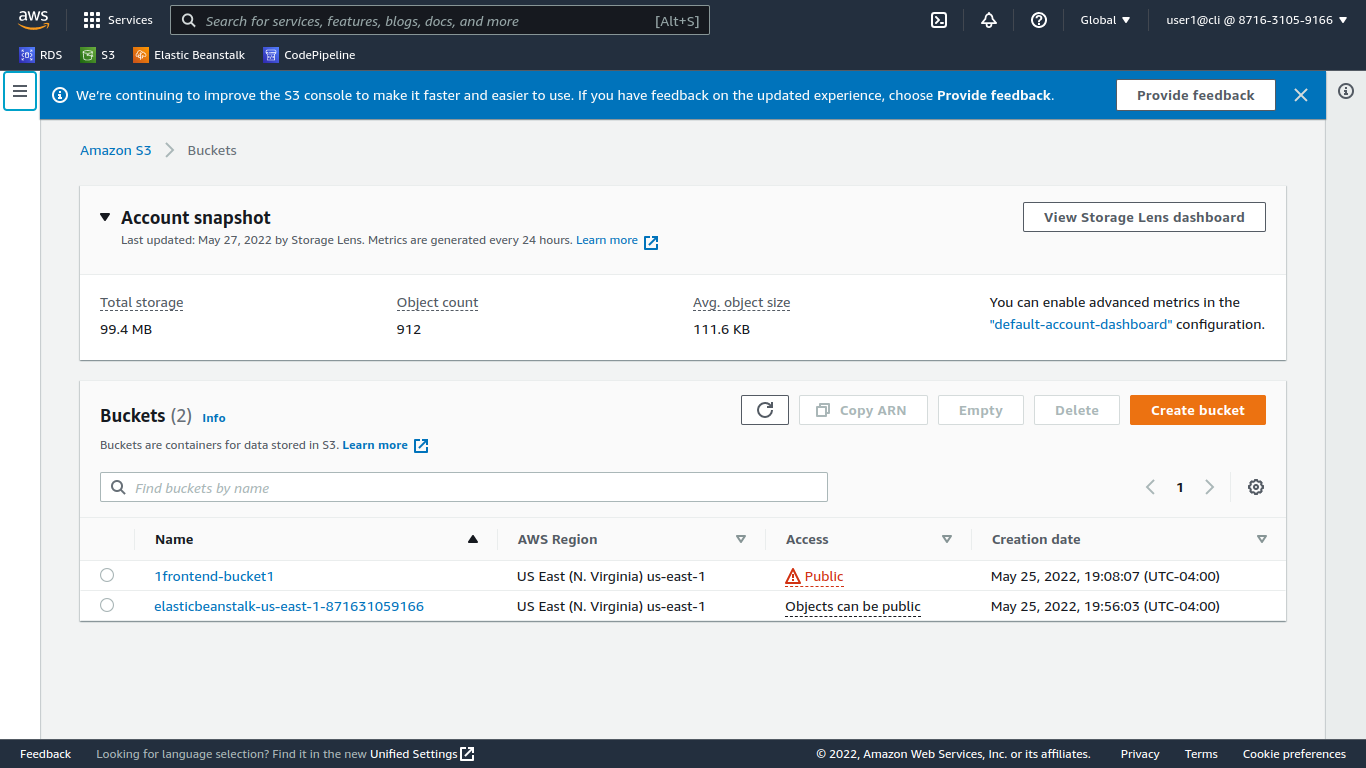 aws Services Search for services, features, blogs, docs, and more [Alt+S] Global user1@cli @ 8716-3105-9166
RDS S3 Elastic Beanstalk CodePipeline
We're continuing to improve the S3 console to make it faster and easier to use. If you have feedback on the updated experience, choose Provide feedback. Provide feedback
Amazon S3 Buckets
Account snapshot View Storage Lens dashboard
Last updated: May 27, 2022 by Storage Lens. Metrics are generated every 24 hours. Learn more
Total storage Object count Avg. object size You can enable advanced metrics in the
99.4 MB 912 111.6 KB "default-account-dashboard" configuration.
Buckets (2) Info Copy ARN Empty Delete Create bucket
Buckets are containers for data stored in S3. Learn more
Find buckets by name 1
Name AWS Region Access Creation date
1frontend-bucket1 US East (N. Virginia) us-east-1 Public May 25, 2022, 19:08:07 (UTC-04:00)
elasticbeanstalk-us-east-1-871631059166 US East (N. Virginia) us-east-1 Objects can be public May 25, 2022, 19:56:03 (UTC-04:00)
Feedback Looking for language selection? Find it in the new Unified Settings © 2022, Amazon Web Services, Inc. or its affiliates. Privacy Terms Cookie preferences